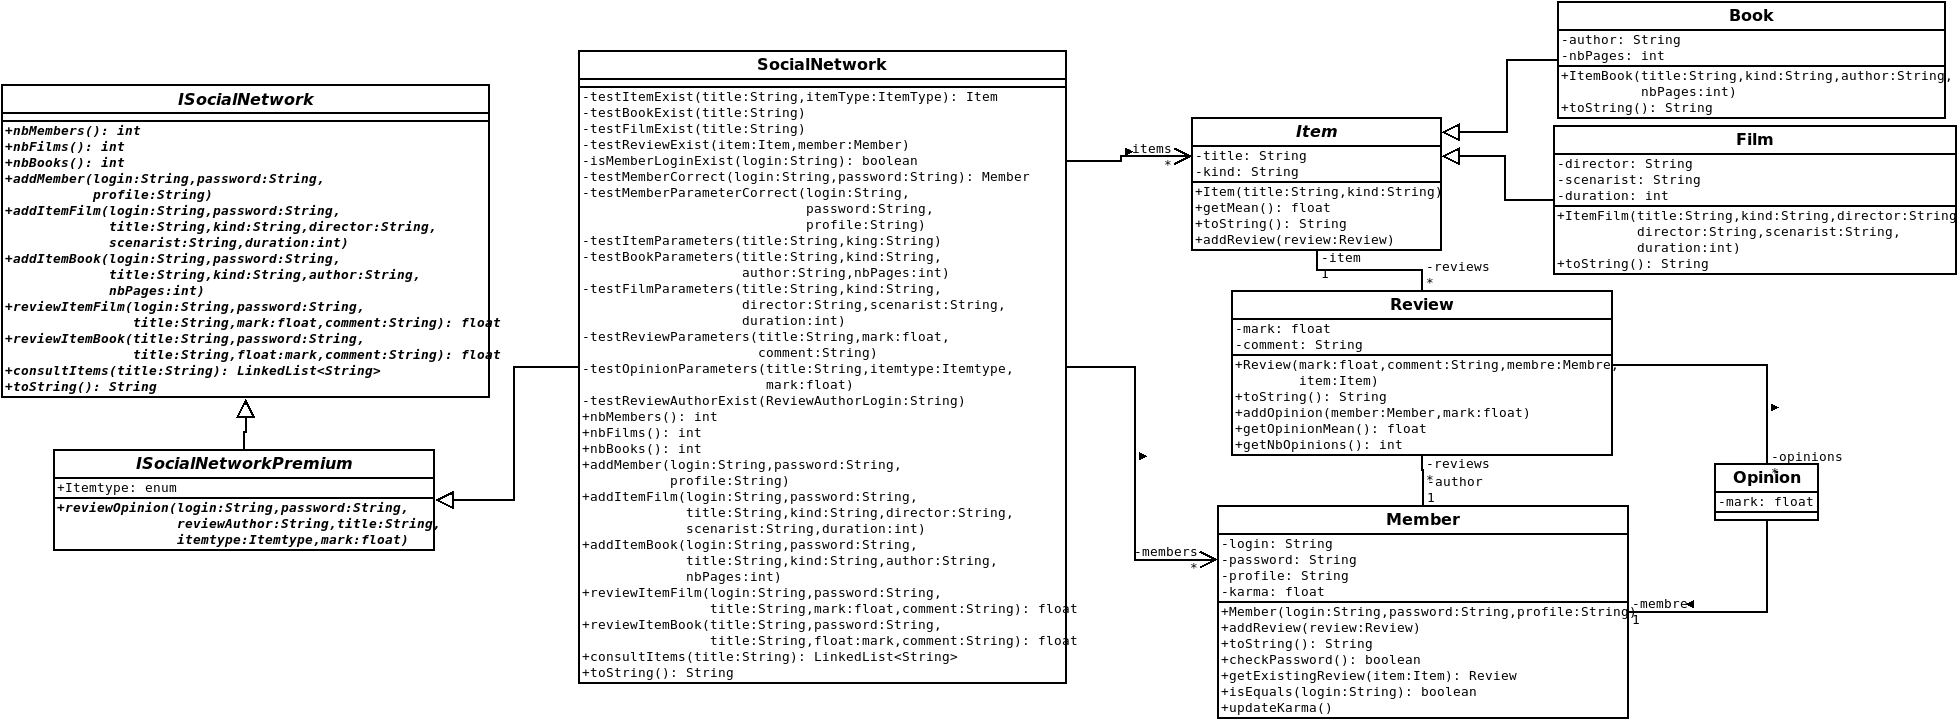 ISocialNetwork
+nbMembers(): int
+nbFilms(): int
+nbBooks(): int
+addMember(login:String,password:String,
profile:String)
+addItemFilm(login:String,password:String,
title:String,kind:String,director:String,
scenarist:String,duration:int)
+addItemBook(login:String,password:String,
title:String,kind:String,author:String,
nbPages:int)
+reviewItemFilm(login:String,password:String,
title:String,mark:float,comment:String): float
+reviewItemBook(title:String,password:String,
title:String,float:mark,comment:String): float
+consultItems(title:String): LinkedList<String>
+toString(): String
ISocialNetworkPremium
+Itemtype: enum
+reviewOpinion(login:String,password:String,
reviewAuthor:String,title:String,
itemtype:Itemtype,mark:float)
SocialNetwork
-testItemExist(title:String,itemType:ItemType): Item
-testBookExist(title:String)
-testFilmExist(title:String)
-testReviewExist(item:Item,member:Member)
-isMemberLoginExist(login:String): boolean
-testMemberCorrect(login:String,password:String): Member
-testMemberParameterCorrect(login:String,
password:String,
profile:String)
-testItemParameters(title:String,king:String)
-testBookParameters(title:String,kind:String,
author:String,nbPages:int)
-testFilmParameters(title:String,kind:String,
director:String,scenarist:String,
duration:int)
-testReviewParameters(title:String,mark:float,
comment:String)
-testOpinionParameters(title:String,itemtype:Itemtype,
mark:float)
-testReviewAuthorExist(ReviewAuthorLogin:String)
+nbMembers(): int
+nbFilms(): int
+nbBooks(): int
+addMember(login:String,password:String,
profile:String)
+addItemFilm(login:String,password:String,
title:String,kind:String,director:String,
scenarist:String,duration:int)
+addItemBook(login:String,password:String,
title:String,kind:String,author:String,
nbPages:int)
+reviewItemFilm(login:String,password:String,
title:String,mark:float,comment:String): float
+reviewItemBook(title:String,password:String,
title:String,float:mark,comment:String): float
+consultItems(title:String): LinkedList<String>
+toString(): String
-items
*
-members
*
Item
-title: String
-kind: String
+Item(title:String,kind:String)
+getMean(): float
+toString(): String
+addReview(review:Review)
-item
1
-reviews
*
Review
-mark: float
-comment: String
+Review(mark:float,comment:String,membre:Membre,
item:Item)
+toString(): String
+addOpinion(member:Member,mark:float)
+getOpinionMean(): float
+getNbOpinions(): int
-reviews
*
-author
1
Member
-login: String
-password: String
-profile: String
-karma: float
+Member(login:String,password:String,profile:String)
+addReview(review:Review)
+toString(): String
+checkPassword(): boolean
+getExistingReview(item:Item): Review
+isEquals(login:String): boolean
+updateKarma()
Book
-author: String
-nbPages: int
+ItemBook(title:String,kind:String,author:String,
nbPages:int)
+toString(): String
Film
-director: String
-scenarist: String
-duration: int
+ItemFilm(title:String,kind:String,director:String
director:String,scenarist:String,
duration:int)
+toString(): String
-opinions
*
Opinion
-mark: float
-membre
1